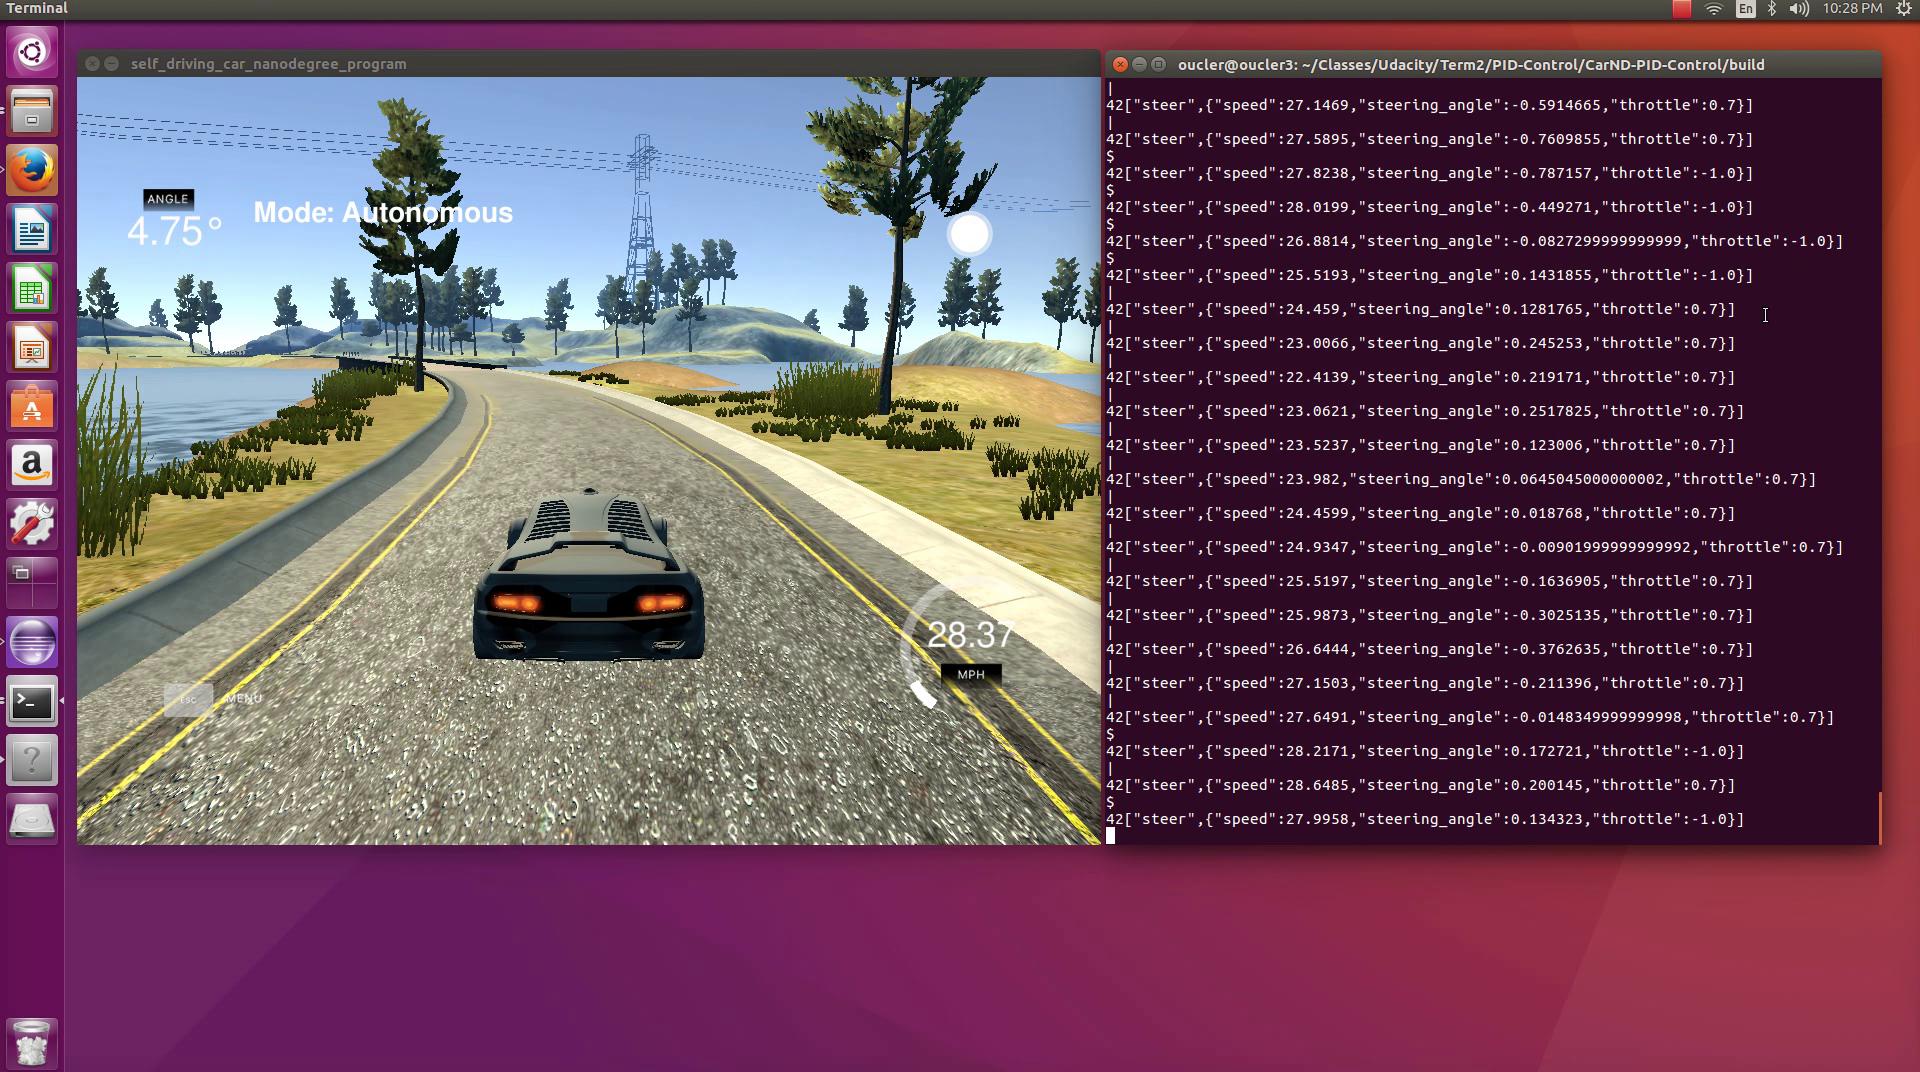 Terminal
En
10:28 PM
self_driving_car_nanodegree_program
ANGLE
4.75°
Mode: Autonomous
28.37
MPH
ESC
MENU
oucler@oucler3: ~/Classes/Udacity/Term2/PID-Control/CarND-PID-Control/build
|
42["steer",{"speed":27.1469,"steering_angle":-0.5914665,"throttle":0.7}]
|
42["steer",{"speed":27.5895,"steering_angle":-0.7609855,"throttle":0.7}]
$
42["steer",{"speed":27.8238,"steering_angle":-0.787157,"throttle":-1.0}]
$
42["steer",{"speed":28.0199,"steering_angle":-0.449271,"throttle":-1.0}]
$
42["steer",{"speed":26.8814,"steering_angle":-0.0827299999999999,"throttle":-1.0}]
$
42["steer",{"speed":25.5193,"steering_angle":0.1431855,"throttle":-1.0}]
|
42["steer",{"speed":24.459,"steering_angle":0.1281765,"throttle":0.7}]
|
42["steer",{"speed":23.0066,"steering_angle":0.245253,"throttle":0.7}]
|
42["steer",{"speed":22.4139,"steering_angle":0.219171,"throttle":0.7}]
|
42["steer",{"speed":23.0621,"steering_angle":0.2517825,"throttle":0.7}]
|
42["steer",{"speed":23.5237,"steering_angle":0.123006,"throttle":0.7}]
|
42["steer",{"speed":23.982,"steering_angle":0.0645045000000002,"throttle":0.7}]
|
42["steer",{"speed":24.4599,"steering_angle":0.018768,"throttle":0.7}]
|
42["steer",{"speed":24.9347,"steering_angle":-0.00901999999999992,"throttle":0.7}]
|
42["steer",{"speed":25.5197,"steering_angle":-0.1636905,"throttle":0.7}]
|
42["steer",{"speed":25.9873,"steering_angle":-0.3025135,"throttle":0.7}]
|
42["steer",{"speed":26.6444,"steering_angle":-0.3762635,"throttle":0.7}]
|
42["steer",{"speed":27.1503,"steering_angle":-0.211396,"throttle":0.7}]
|
42["steer",{"speed":27.6491,"steering_angle":-0.0148349999999998,"throttle":0.7}]
$
42["steer",{"speed":28.2171,"steering_angle":0.172721,"throttle":-1.0}]
|
42["steer",{"speed":28.6485,"steering_angle":0.200145,"throttle":0.7}]
$
42["steer",{"speed":27.9958,"steering_angle":0.134323,"throttle":-1.0}]